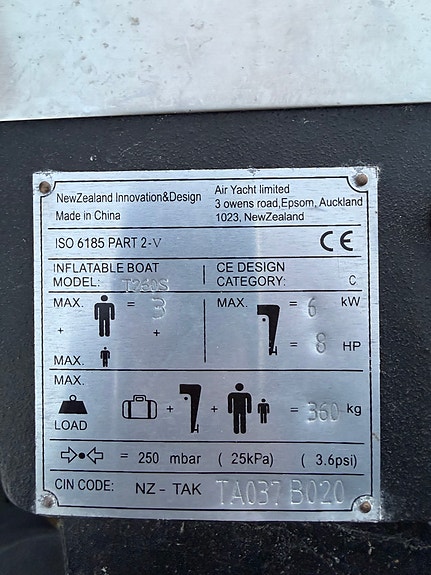 NewZealand Innovation&Design
Made in China
Air Yacht limited
3 owens road,Epsom, Auckland
1023, NewZealand
ISO 6185 PART 2-V
CE
INFLATABLE BOAT
MODEL: T260S
CE DESIGN
CATEGORY: C
MAX. = 3
+ +
MAX.
MAX. = 6 kW
= 8 HP
MAX.
LOAD + + = 360 kg
= 250 mbar ( 25kPa) ( 3.6psi)
CIN CODE: NZ - TAK TA037 B020